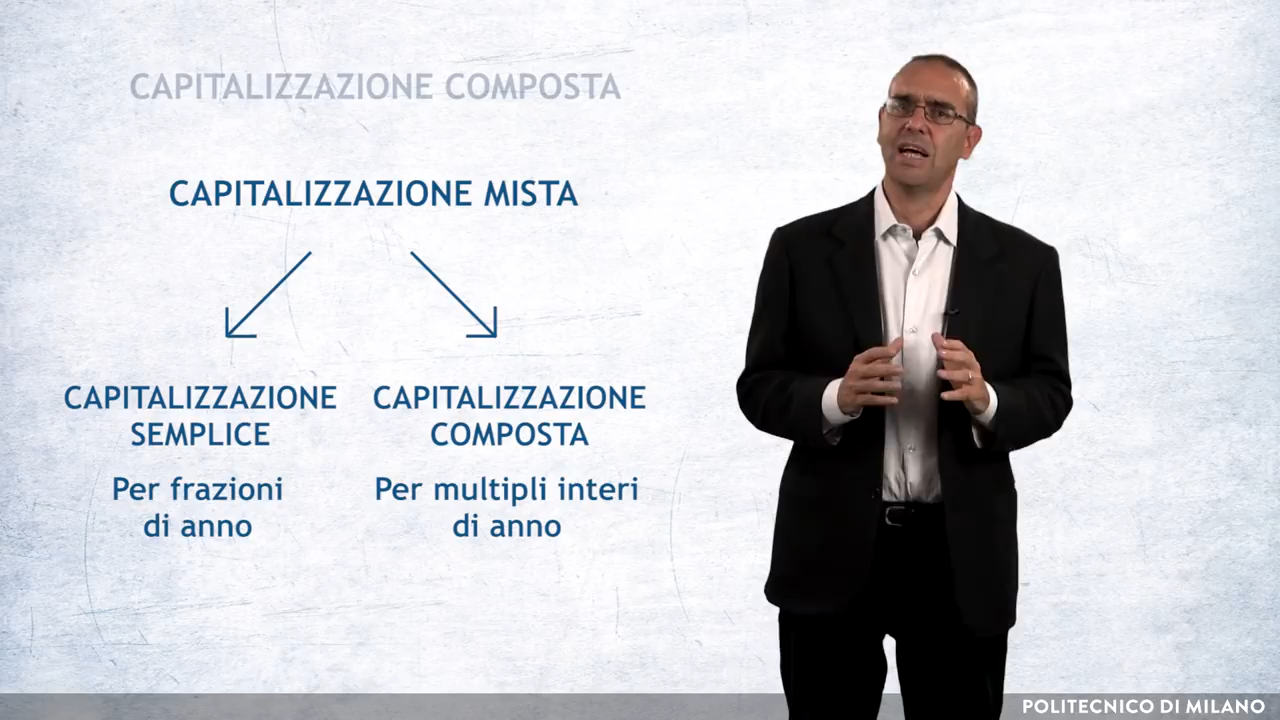 CAPITALIZZAZIONE COMPOSTA
CAPITALIZZAZIONE MISTA
CAPITALIZZAZIONE
SEMPLICE
Per frazioni
di anno
CAPITALIZZAZIONE
COMPOSTA
Per multipli interi
di anno
POLITECNICO DI MILANO